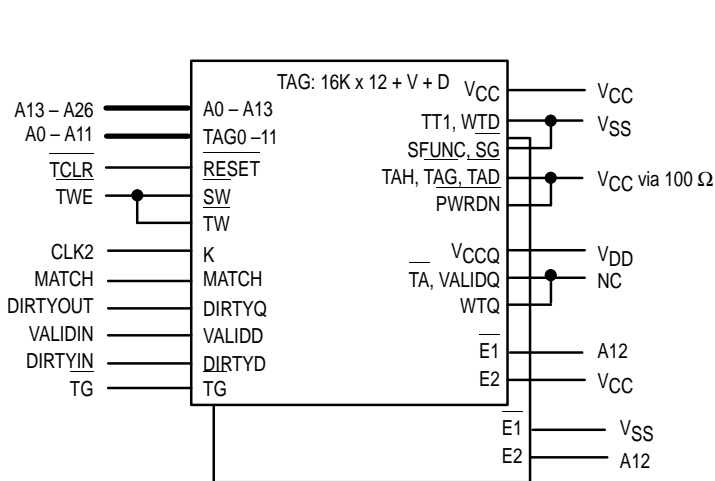 TAG: 16K x 12 + V + D
A13 – A26
A0 – A11
TCLR
TWE
CLK2
MATCH
DIRTYOUT
VALIDIN
DIRTYIN
TG
A0 – A13
TAG0 –11
RESET
SW
TW
K
MATCH
DIRTYQ
VALIDD
DIRTYD
TG
VCC
TT1, WTD
SFUNC, SG
TAH, TAG, TAD
PWRDN
VCCQ
TA, VALIDQ
WTQ
E1
E2
E1
E2
VCC
VSS
VCC via 100 Ω
VDD
NC
A12
VCC
VSS
A12